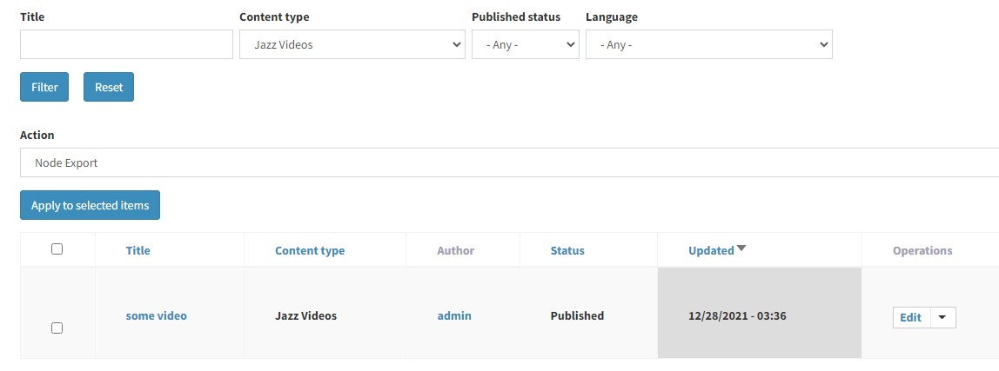 Title Content type Published status Language
Jazz Videos - Any - - Any -
Filter Reset
Action
Node Export
Apply to selected items
Title Content type Author Status Updated Operations
some video Jazz Videos admin Published 12/28/2021 - 03:36 Edit